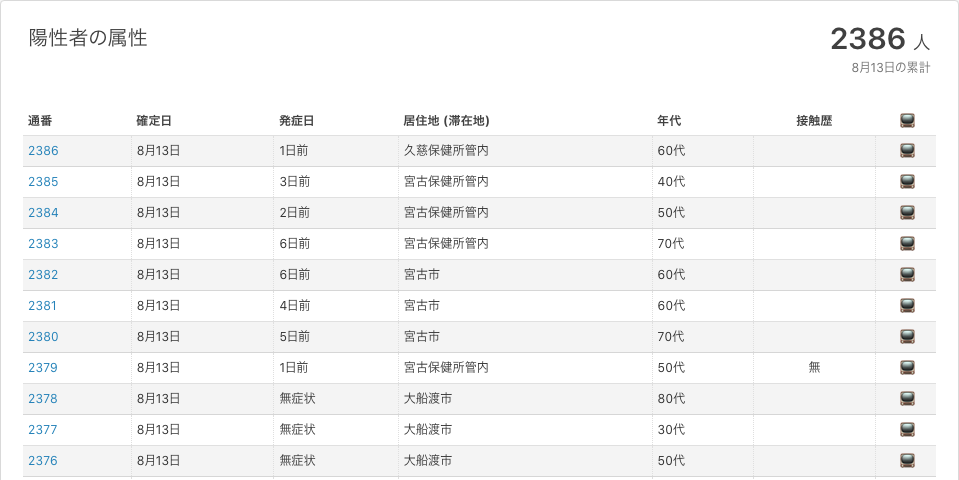 陽性者の属性
2386 人
8月13日の累計
通番 確定日 発症日 居住地 (滞在地) 年代 接触歴
2386 8月13日 1日前 久慈保健所管内 60代
2385 8月13日 3日前 宮古保健所管内 40代
2384 8月13日 2日前 宮古保健所管内 50代
2383 8月13日 6日前 宮古保健所管内 70代
2382 8月13日 6日前 宮古市 60代
2381 8月13日 4日前 宮古市 60代
2380 8月13日 5日前 宮古市 70代
2379 8月13日 1日前 宮古保健所管内 50代 無
2378 8月13日 無症状 大船渡市 80代
2377 8月13日 無症状 大船渡市 30代
2376 8月13日 無症状 大船渡市 50代